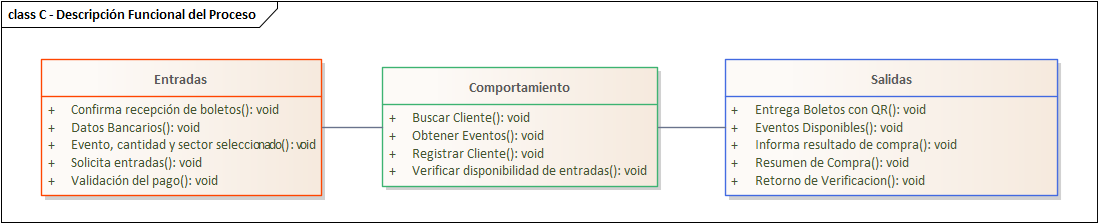 class C - Descripción Funcional del Proceso
Entradas
+ Confirma recepción de boletos(): void
+ Datos Bancarios(): void
+ Evento, cantidad y sector seleccionado(): void
+ Solicita entradas(): void
+ Validación del pago(): void
Comportamiento
+ Buscar Cliente(): void
+ Obtener Eventos(): void
+ Registrar Cliente(): void
+ Verificar disponibilidad de entradas(): void
Salidas
+ Entrega Boletos con QR(): void
+ Eventos Disponibles(): void
+ Informa resultado de compra(): void
+ Resumen de Compra(): void
+ Retorno de Verificacion(): void